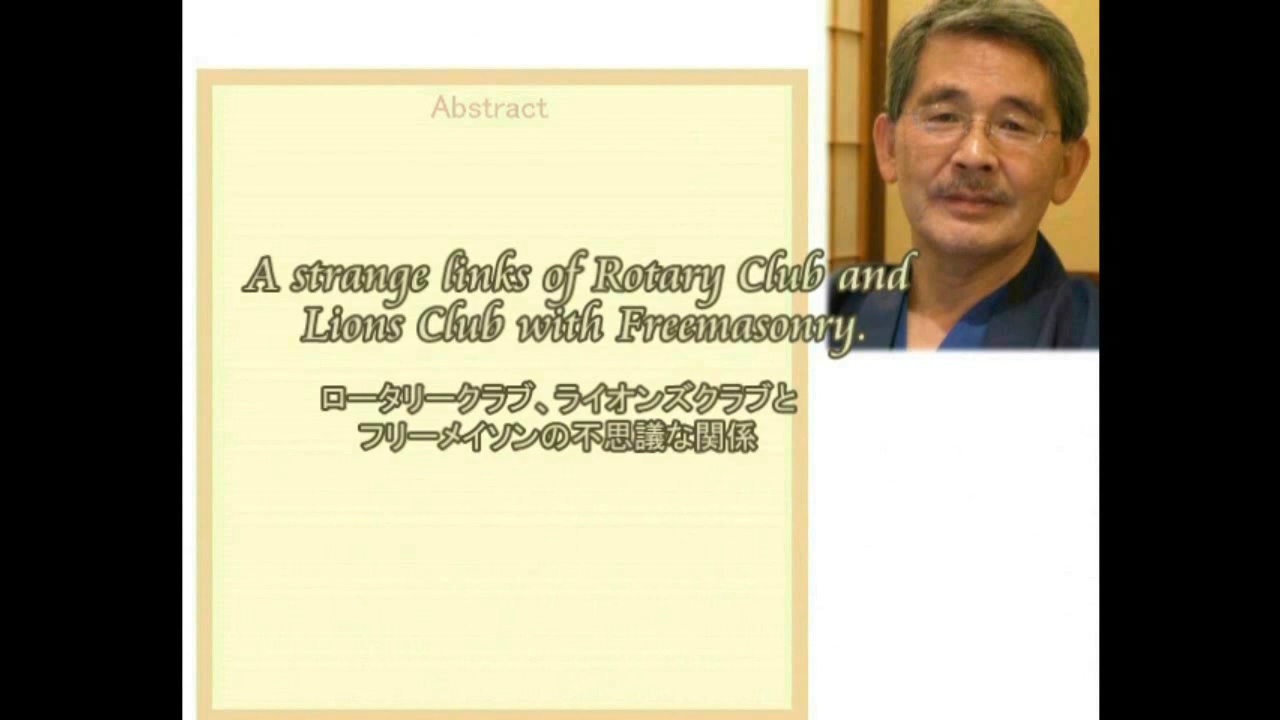 Abstract
A strange links of Rotary Club and
Lions Club with Freemasonry.
ロータリークラブ、ライオンズクラブと
フリーメイソンの不思議な関係